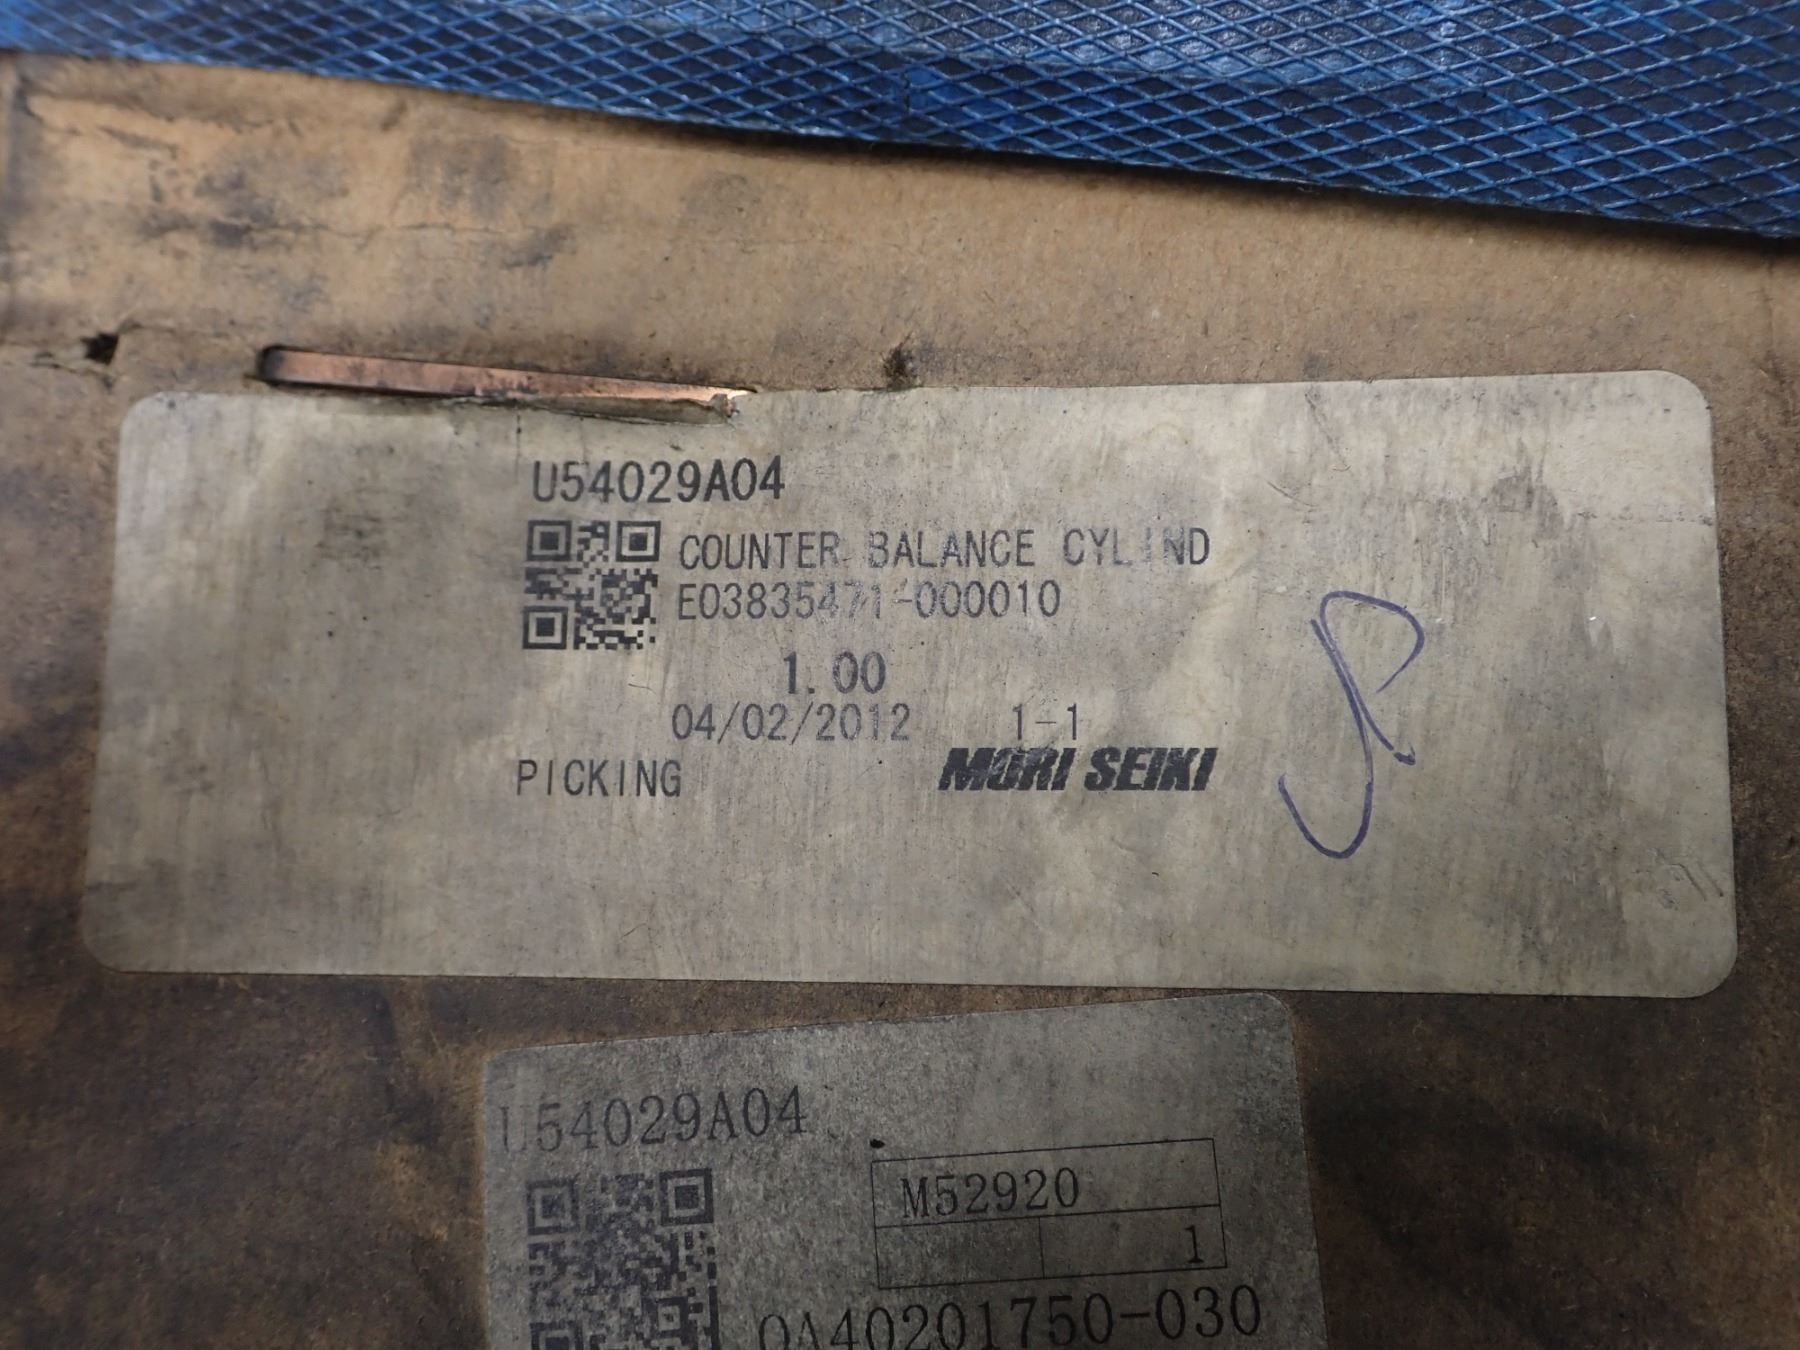 U54029A04
COUNTER BALANCE CYLIND
E03835471-000010
1.00
04/02/2012 1-1
PICKING MORI SEIKI
U54029A04
M52920
1
OA40201750-030